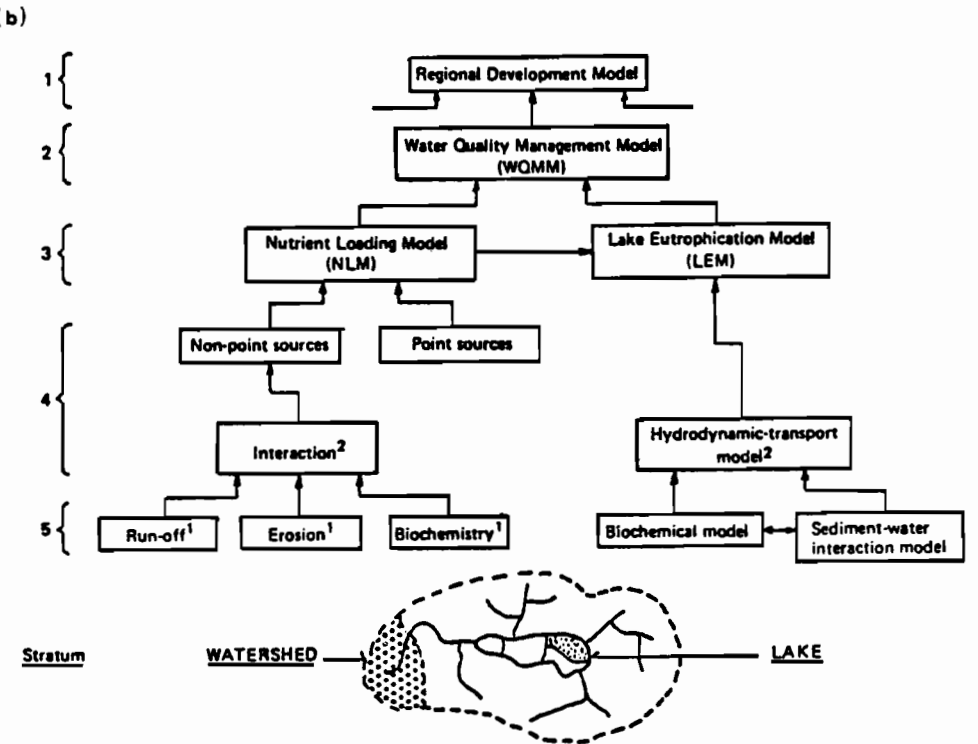 (b)
1
Regional Development Model
2
Water Quality Management Model
(WQMM)
3
Nutrient Loading Model
(NLM)
Lake Eutrophication Model
(LEM)
4
Non-point sources
Point sources
Interaction²
Hydrodynamic-transport
model²
5
Run-off¹
Erosion¹
Biochemistry¹
Biochemical model
Sediment-water
interaction model
Stratum
WATERSHED
LAKE